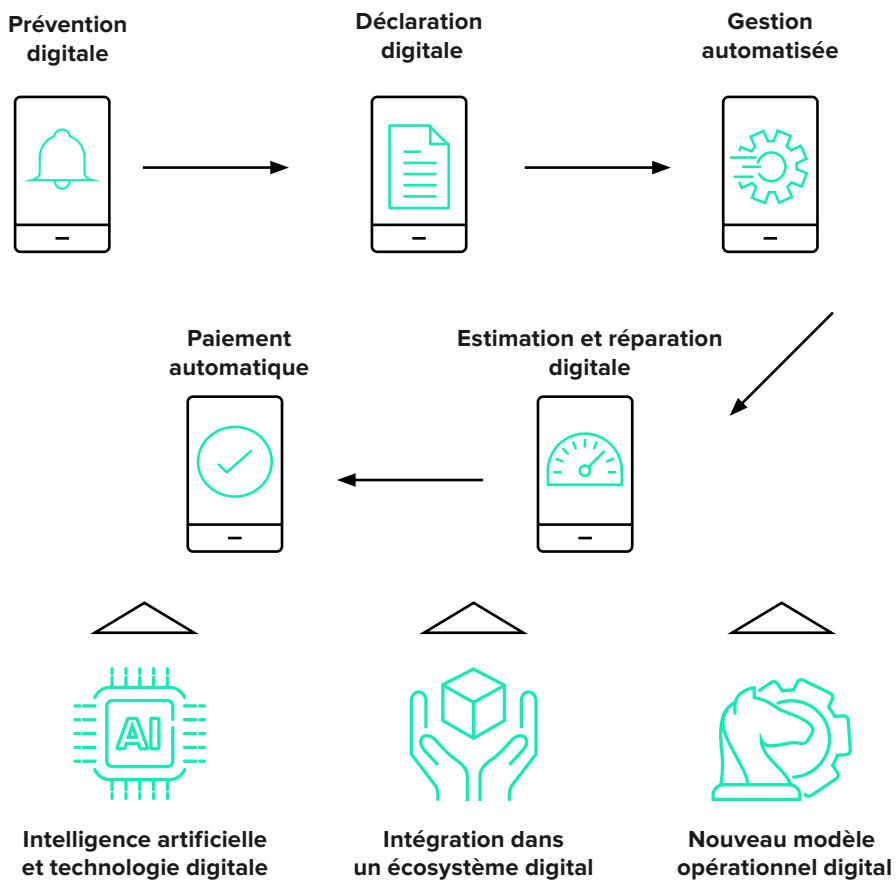 Prévention
digitale
Déclaration
digitale
Gestion
automatisée
Paiement
automatique
Estimation et réparation
digitale
AI
Intelligence artificielle
et technologie digitale
Intégration dans
un écosystème digital
Nouveau modèle
opérationnel digital